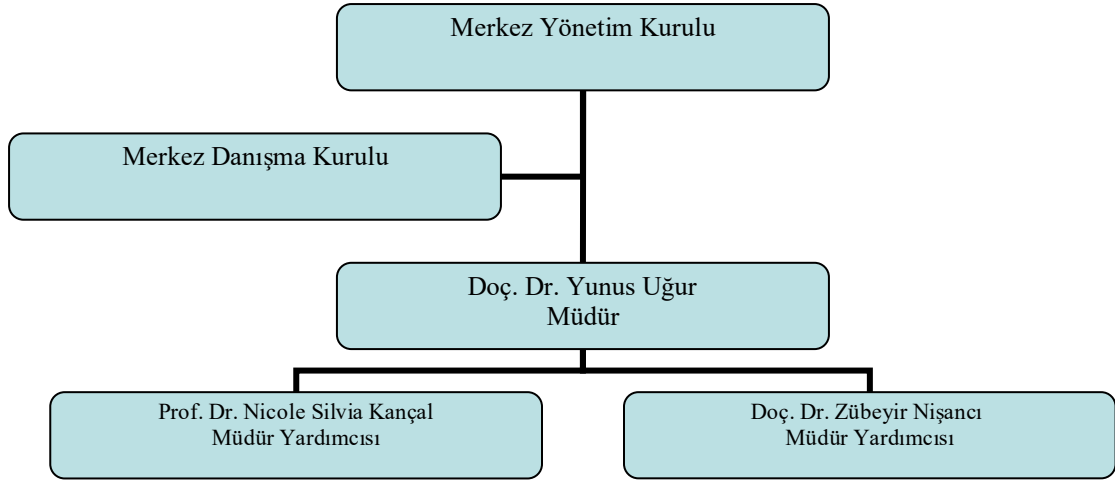 Merkez Yönetim Kurulu
Merkez Danışma Kurulu
Doç. Dr. Yunus Uğur
Müdür
Prof. Dr. Nicole Silvia Kançal
Müdür Yardımcısı
Doç. Dr. Zübeyir Nişancı
Müdür Yardımcısı